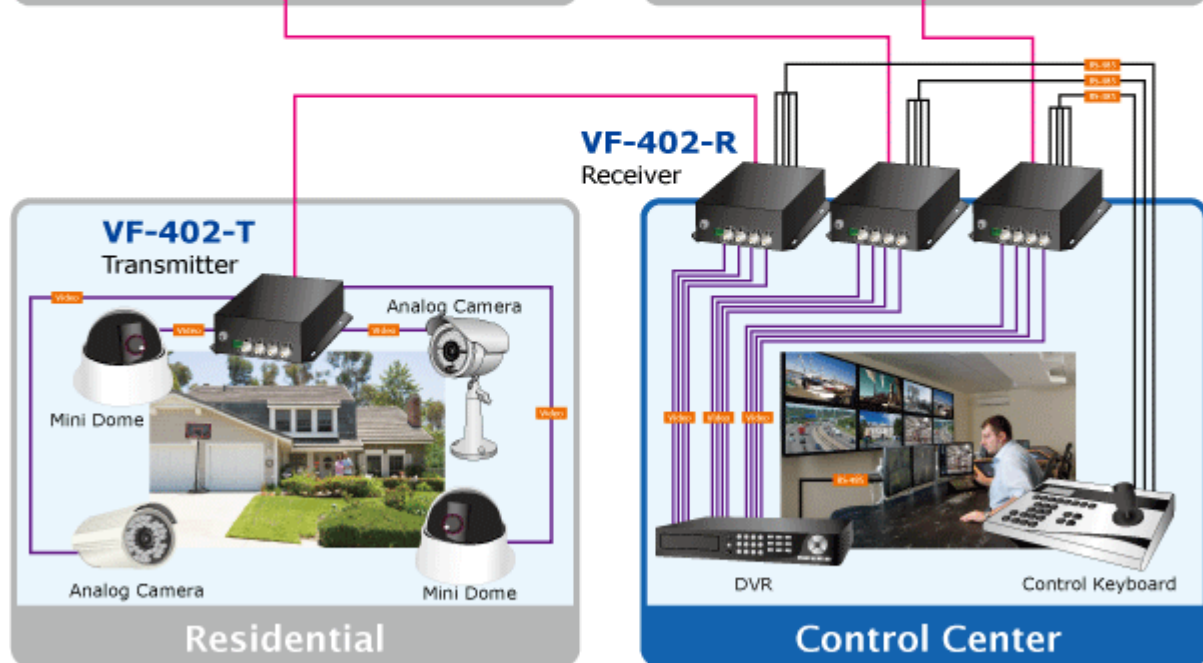 RS-485
RS-485
RS-485
VF-402-R
Receiver
VF-402-T
Transmitter
Video
Analog Camera
Video
Video
Mini Dome
Video
Video
Video
Video
RS-485
Analog Camera
Mini Dome
DVR
Control Keyboard
Residential
Control Center